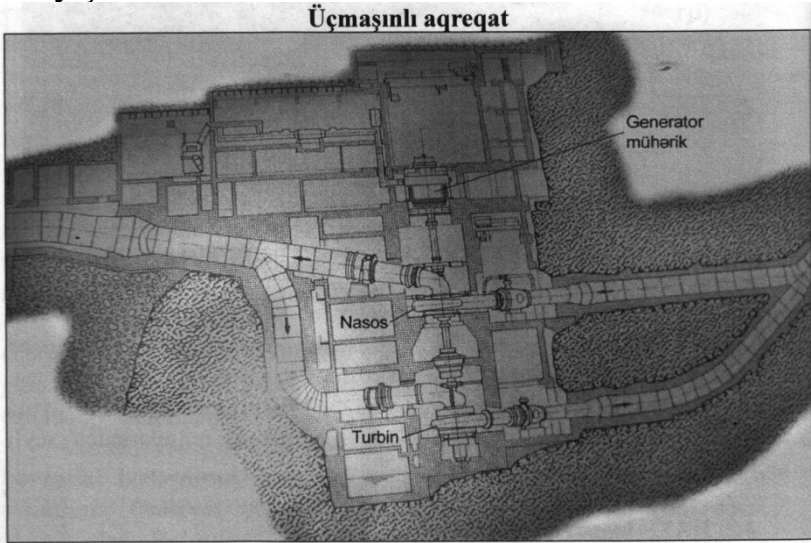 Üçmaşınlı aqreqat
Generator
mühərik
Nasos
Turbin